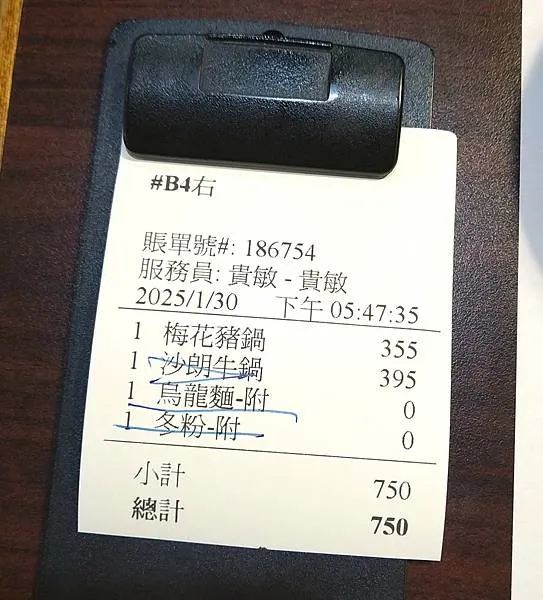 #B4右
賬單號#: 186754
服務員: 貴敏 - 貴敏
2025/1/30 下午 05:47:35
1 梅花豬鍋 355
1 沙朗牛鍋 395
1 烏龍麵-附 0
1 冬粉-附 0
小計 750
總計 750